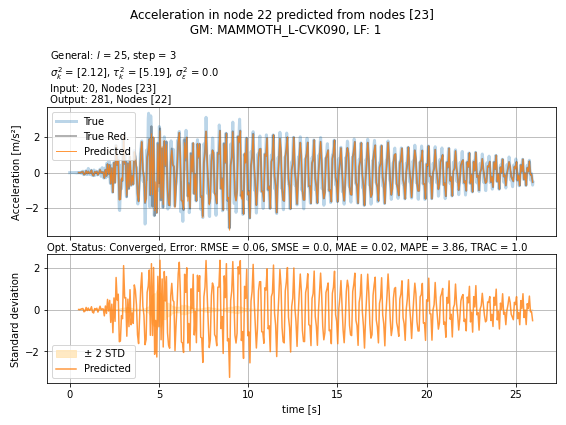 Acceleration in node 22 predicted from nodes [23]
GM: MAMMOTH_L-CVK090, LF: 1
General: l = 25, step = 3
σ²ₖ = [2.12], τ²ₖ = [5.19], σ²ₑ = 0.0
Input: 20, Nodes [23]
Output: 281, Nodes [22]
True
True Red.
Predicted
Acceleration [m/s²]
2
0
−2
Opt. Status: Converged, Error: RMSE = 0.06, SMSE = 0.0, MAE = 0.02, MAPE = 3.86, TRAC = 1.0
Standard deviation
2
0
−2
± 2 STD
Predicted
0 5 10 15 20 25
time [s]